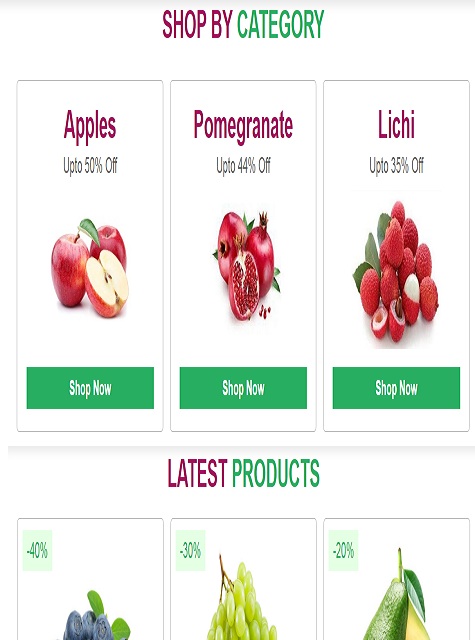 SHOP BY CATEGORY
Apples
Upto 50% Off
Shop Now
Pomegranate
Upto 44% Off
Shop Now
Lichi
Upto 35% Off
Shop Now
LATEST PRODUCTS
-40%
-30%
-20%